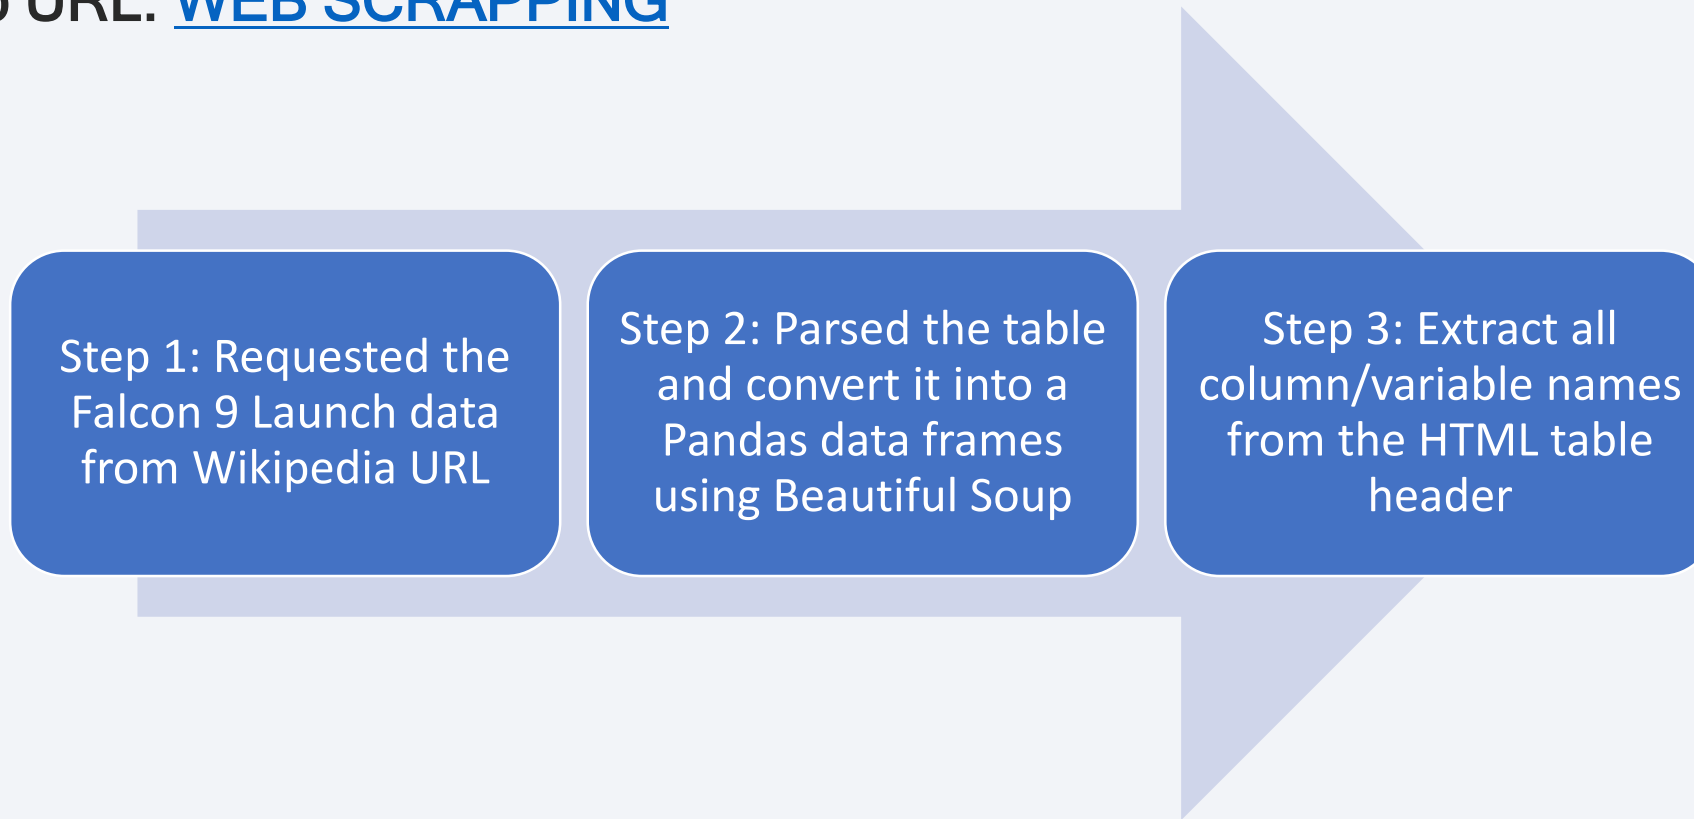 URL: WEB SCRAPPING
Step 1: Requested the
Falcon 9 Launch data
from Wikipedia URL
Step 2: Parsed the table
and convert it into a
Pandas data frames
using Beautiful Soup
Step 3: Extract all
column/variable names
from the HTML table
header